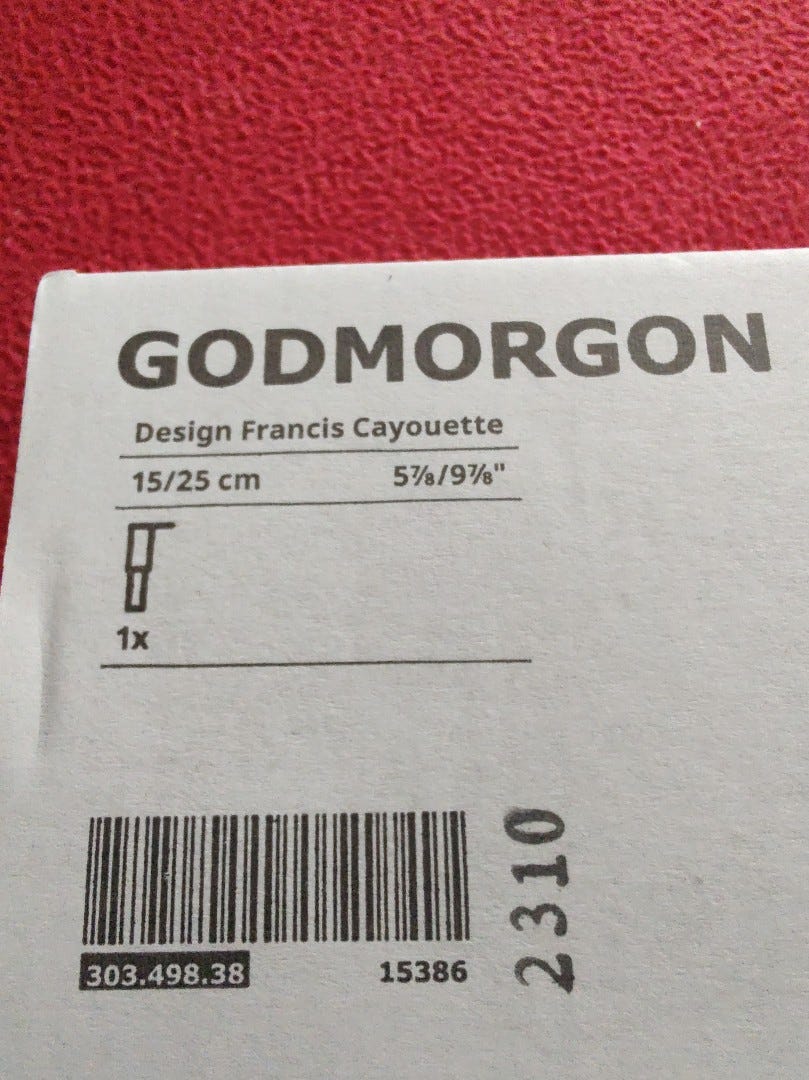 GODMORGON
Design Francis Cayouette
15/25 cm 5⅞/9⅞"
1x
303.498.38 15386
2310